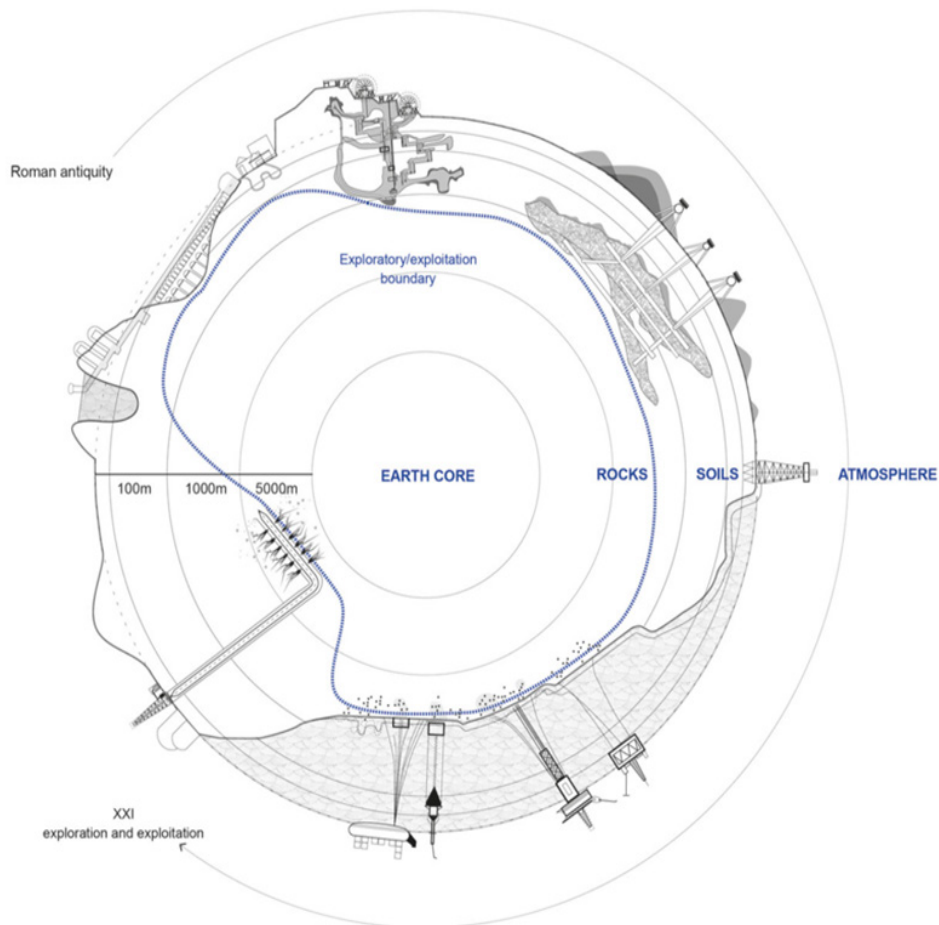 Roman antiquity
Exploratory/exploitation
boundary
EARTH CORE
ROCKS
SOILS
ATMOSPHERE
100m
1000m
5000m
XXI
exploration and exploitation